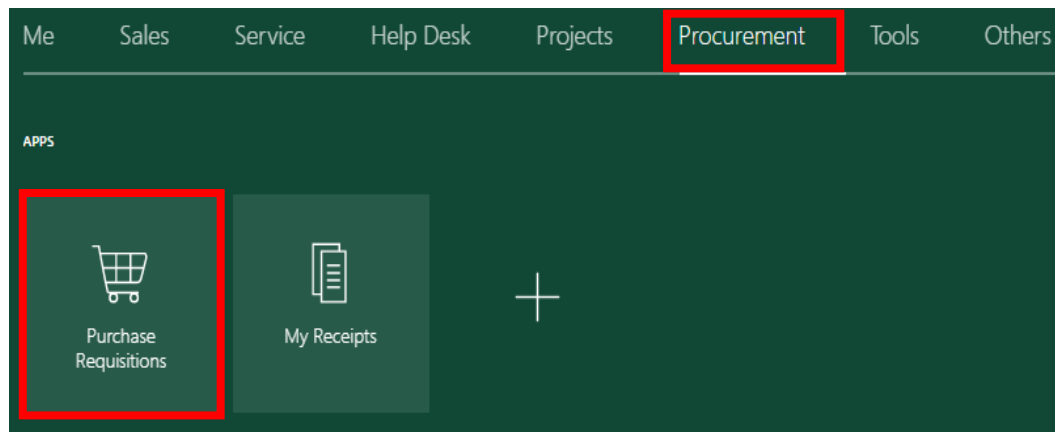 Me Sales Service Help Desk Projects Procurement Tools Others
APPS
Purchase
Requisitions
My Receipts